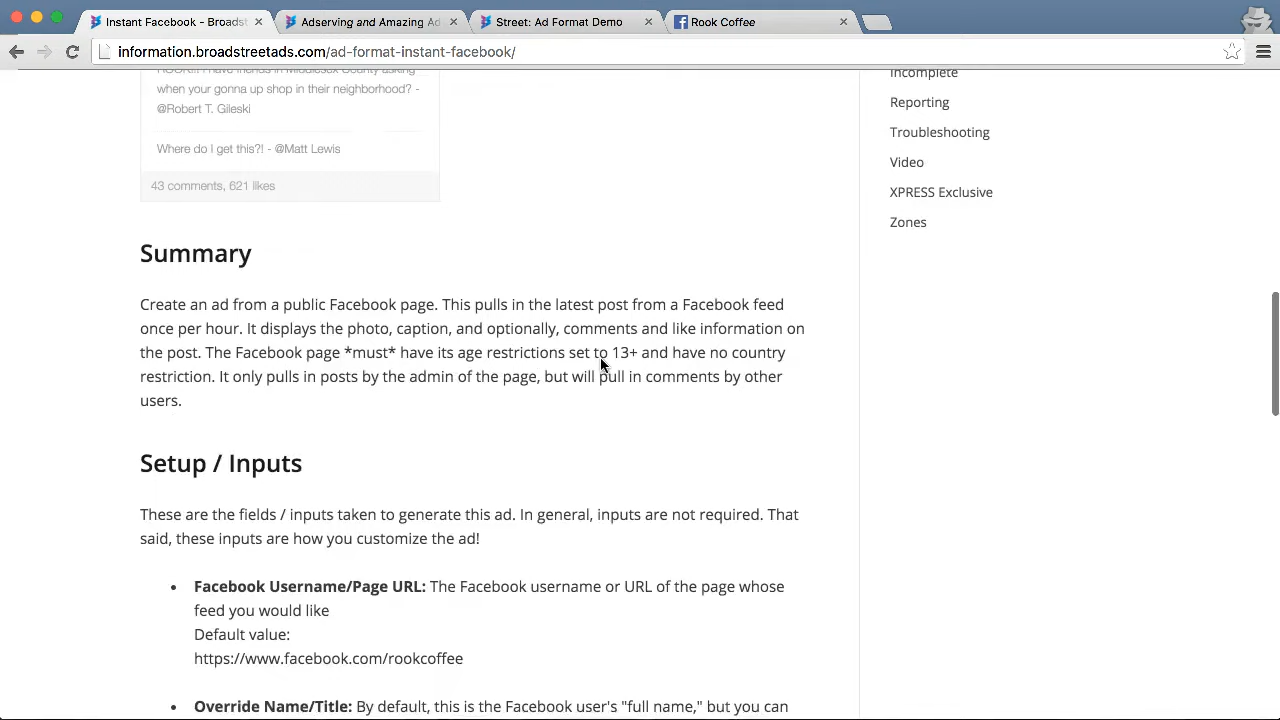 Instant Facebook - Broadst
Adserving and Amazing Ad
Street: Ad Format Demo
Rook Coffee
information.broadstreetads.com/ad-format-instant-facebook/
when your gonna up shop in their neighborhood? -
@Robert T. Gileski
Where do I get this?! - @Matt Lewis
43 comments, 621 likes
Incomplete
Reporting
Troubleshooting
Video
XPRESS Exclusive
Zones
Summary
Create an ad from a public Facebook page. This pulls in the latest post from a Facebook feed
once per hour. It displays the photo, caption, and optionally, comments and like information on
the post. The Facebook page *must* have its age restrictions set to 13+ and have no country
restriction. It only pulls in posts by the admin of the page, but will pull in comments by other
users.
Setup / Inputs
These are the fields / inputs taken to generate this ad. In general, inputs are not required. That
said, these inputs are how you customize the ad!
Facebook Username/Page URL: The Facebook username or URL of the page whose
feed you would like
Default value:
https://www.facebook.com/rookcoffee
Override Name/Title: By default, this is the Facebook user's "full name," but you can